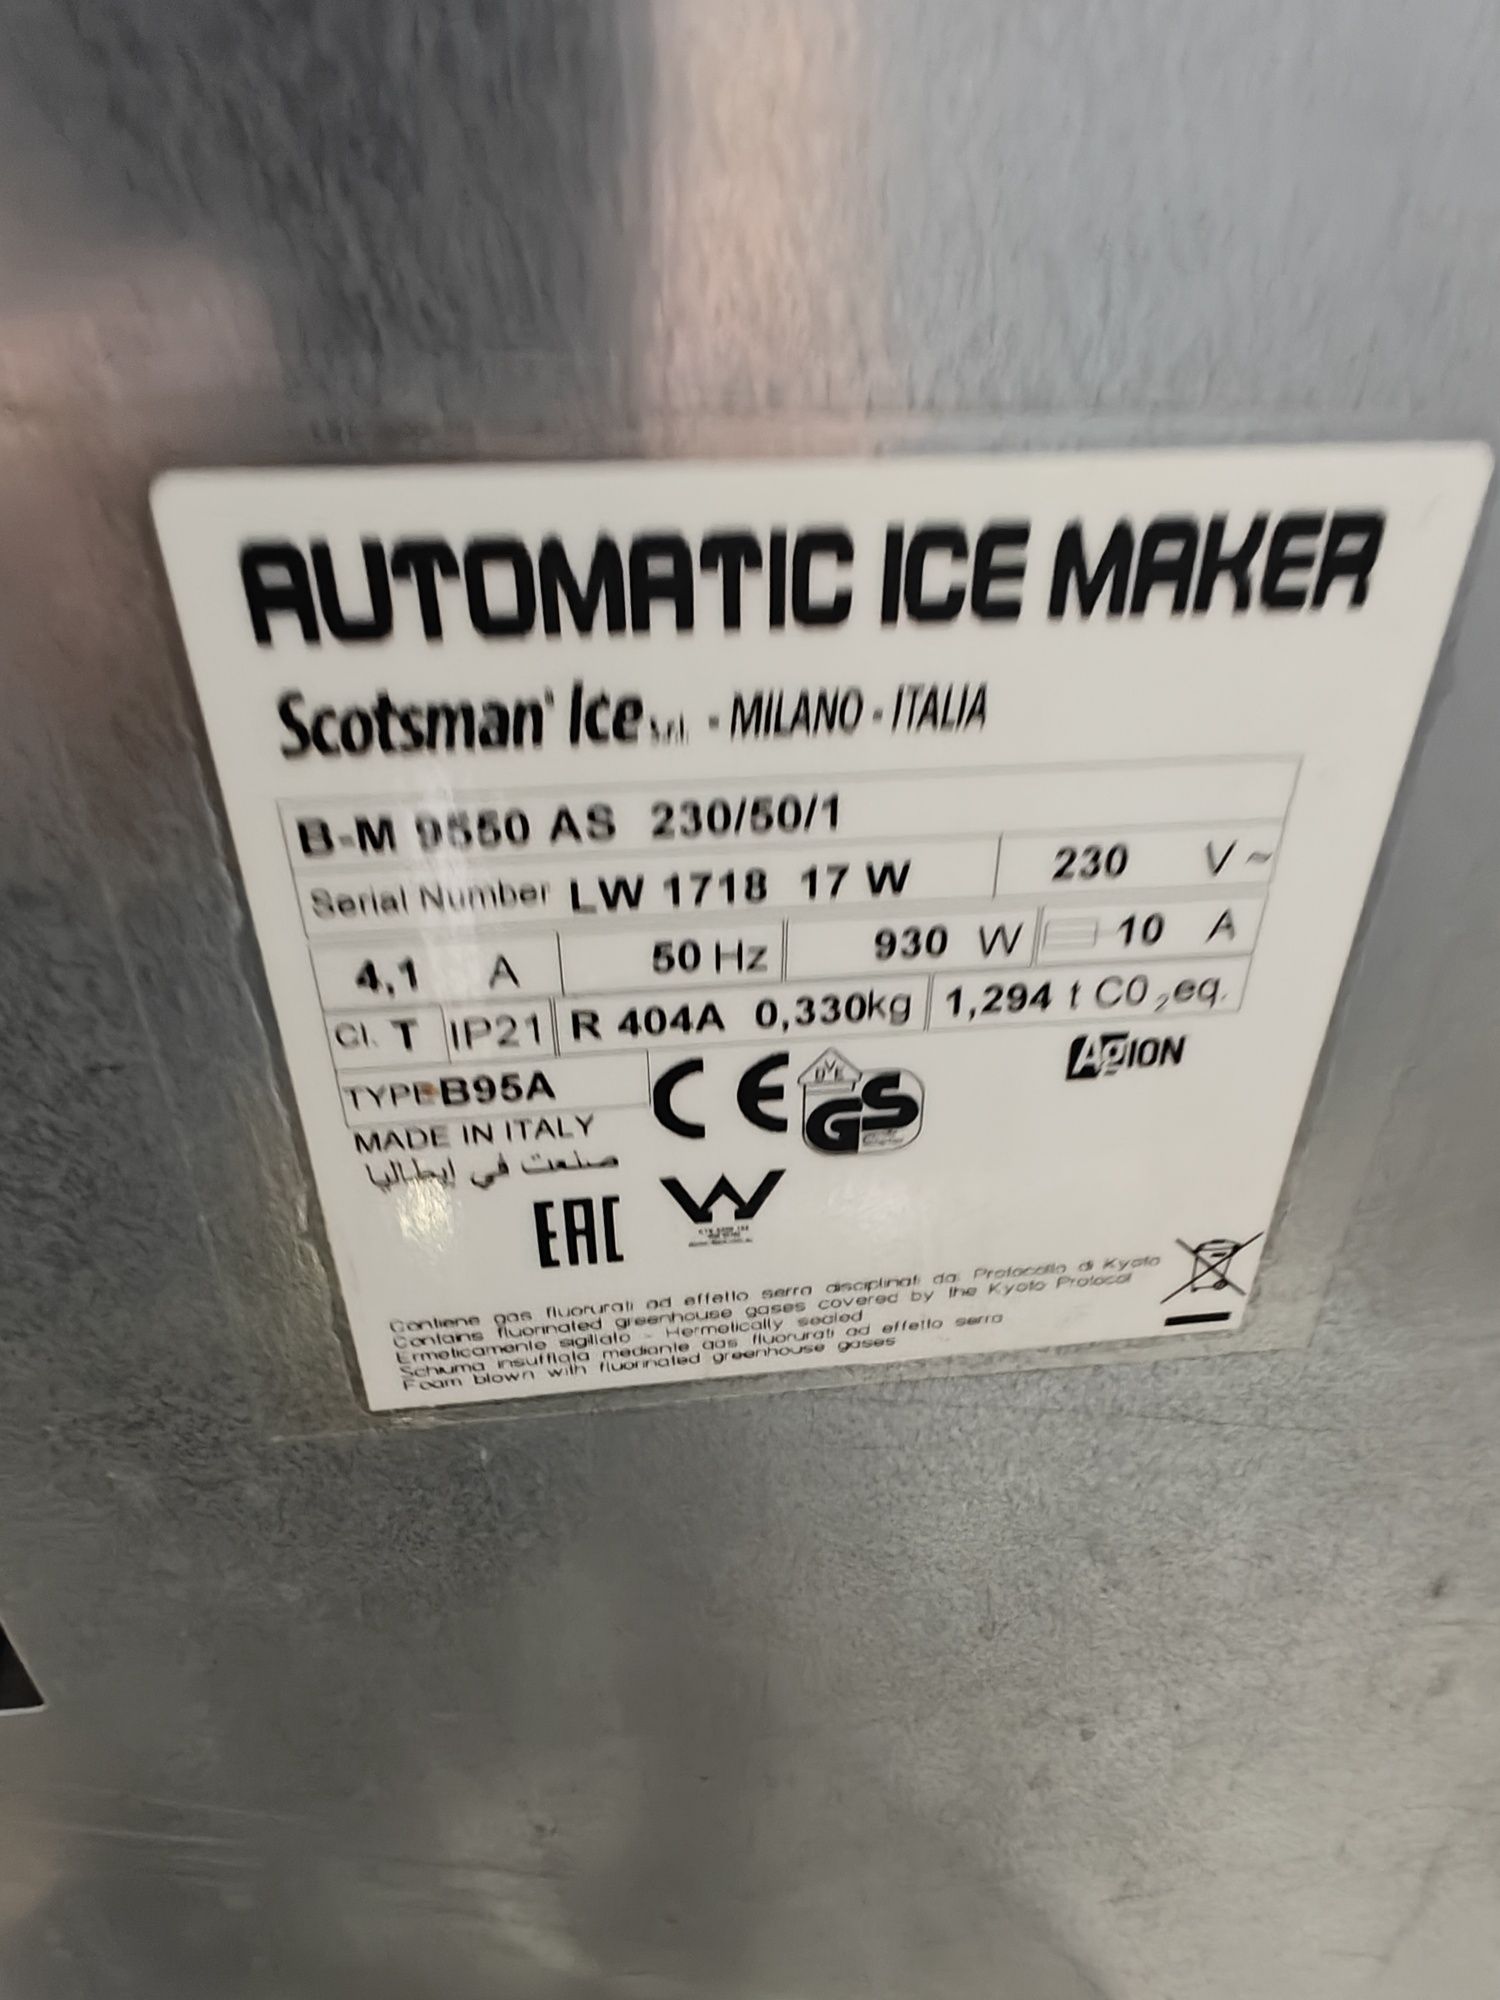 AUTOMATIC ICE MAKER
Scotsman® Ice s.r.l. - MILANO - ITALIA
B-M 9550 AS 230/50/1
Serial Number LW 1718 17 W 230 V ~
4,1 A 50 Hz 930 W 10 A
Cl. T IP21 R 404A 0,330kg 1,294 t CO2eq.
AgION
TYPE B95A
CE
DVE
GS
MADE IN ITALY
صنعت في إيطاليا
EAC
W
Contiene gas fluorurati ad effetto serra disciplinati dal Protocollo di Kyoto
Contains fluorinated greenhouse gases covered by the Kyoto Protocol
Ermeticamente sigillato - Hermetically sealed
Schiuma insufflata mediante gas fluorurati ad effetto serra
Foam blown with fluorinated greenhouse gases